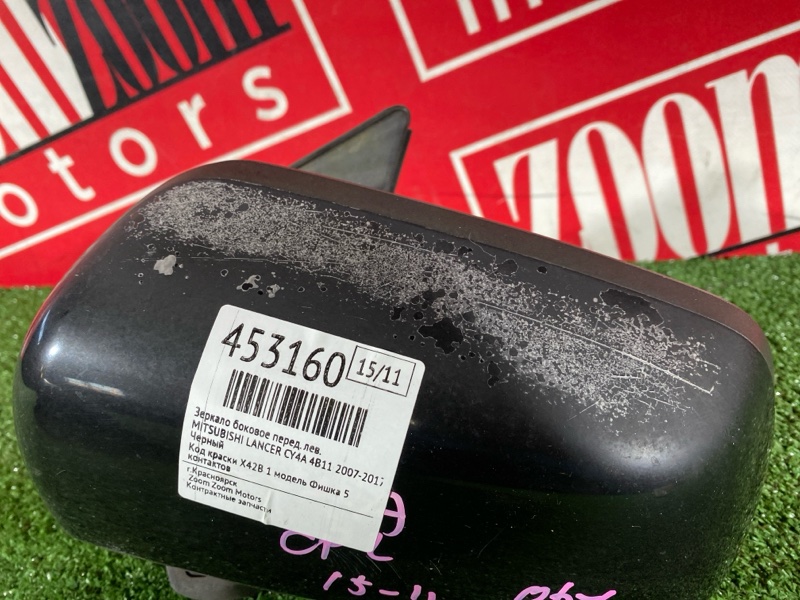 otors
ZOOM
453160
15/11
Зеркало боковое перед. лев.
MITSUBISHI LANCER CY4A 4B11 2007-2017
Черный
Код краски X42B 1 модель Фишка 5
контактов
г.Красноярск
Zoom Zoom Motors
Контрактные запчасти
15-11